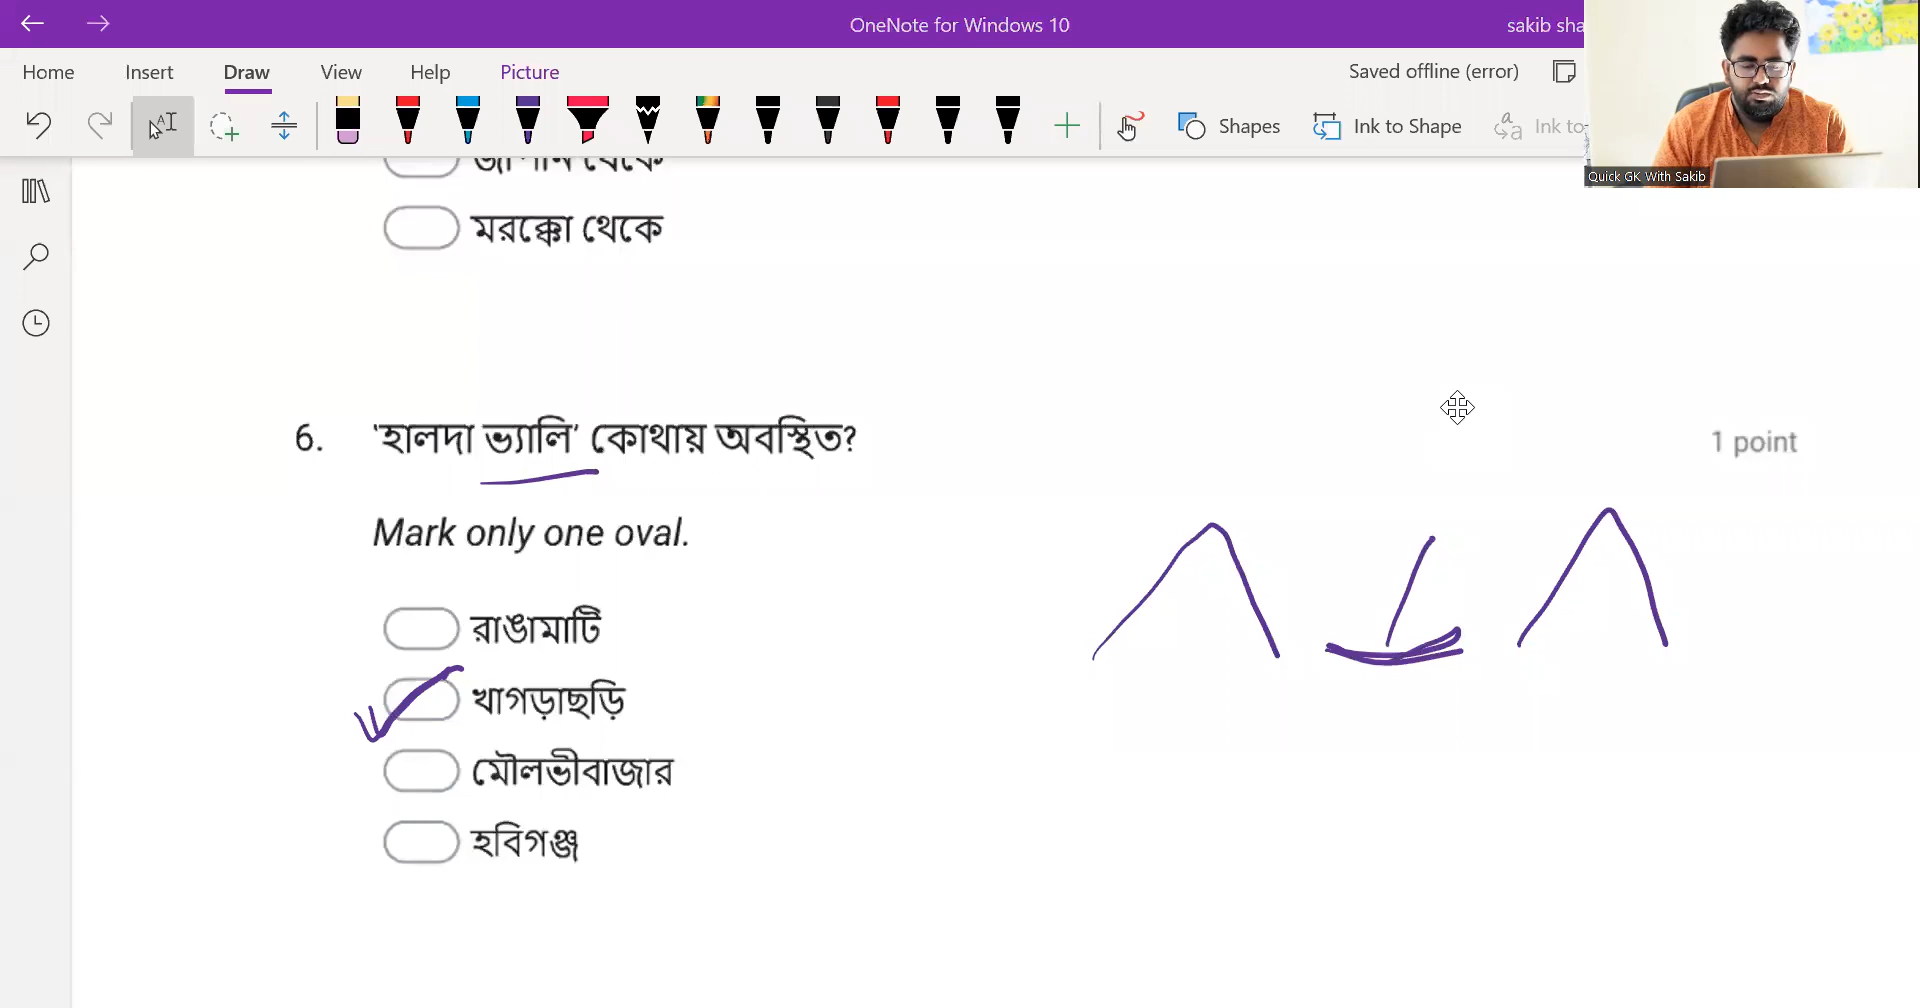 OneNote for Windows 10
sakib sha
Home Insert Draw View Help Picture
Saved offline (error)
Shapes Ink to Shape Ink to
Quick GK With Sakib
জাপান থেকে
মরক্কো থেকে
6. 'হালদা ভ্যালি' কোথায় অবস্থিত?
1 point
Mark only one oval.
রাঙামাটি
খাগড়াছড়ি
মৌলভীবাজার
হবিগঞ্জ